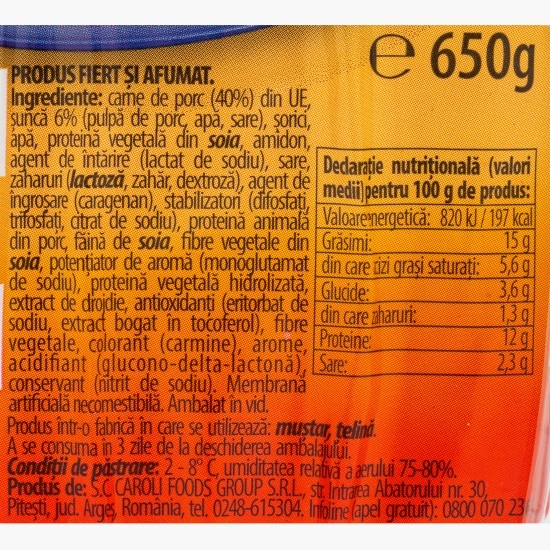 e 650g
PRODUS FIERT ȘI AFUMAT.
Ingrediente: carne de porc (40%) din UE,
șuncă 6% (pulpă de porc, apă, sare), șorici,
apă, proteină vegetală din soia, amidon,
agent de întărire (lactat de sodiu), sare,
zaharuri (lactoză, zahăr, dextroză), agent de
îngroșare (caragenan), stabilizatori (difosfați,
trifosfați, citrat de sodiu), proteină animală
din porc, făină de soia, fibre vegetale din
soia, potențiator de aromă (monoglutamat
de sodiu), proteină vegetală hidrolizată,
extract de drojdie, antioxidanți (eritorbat de
sodiu, extract bogat în tocoferol), fibre
vegetale, colorant (carmine), arome,
acidifiant (glucono-delta-lactonă),
conservant (nitrit de sodiu). Membrană
artificială necomestibilă. Ambalat în vid.
Declarație nutrițională (valori
medii) pentru 100 g de produs:
Valoare energetică: 820 kJ / 197 kcal
Grăsimi: 15 g
din care acizi grași saturați: 5,6 g
Glucide: 3,6 g
din care zaharuri: 1,3 g
Proteine: 12 g
Sare: 2,3 g
Produs într-o fabrică în care se utilizează: muștar, țelină.
A se consuma în 3 zile de la deschiderea ambalajului.
Condiții de păstrare: 2 - 8° C, umiditatea relativă a aerului 75-80%.
Produs de: S.C CAROLI FOODS GROUP S.R.L., str. Intrarea Abatorului nr. 30,
Pitești, jud. Argeș, România, tel. 0248-615304. Infoline (apel gratuit): 0800 070 23